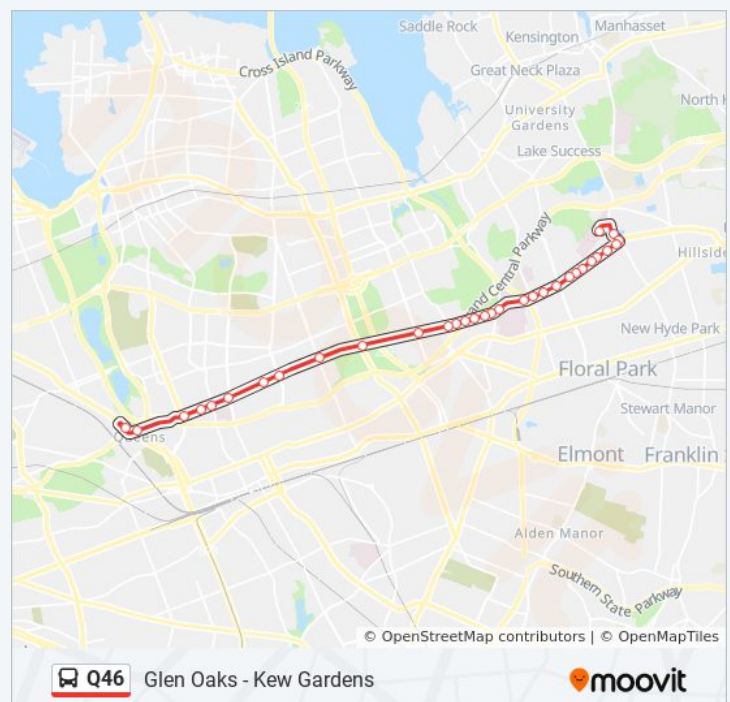 Saddle Rock
Manhasset
Kensington
Cross Island Parkway
Great Neck Plaza
North H
University
Gardens
Lake Success
and Central Parkway
Hillsid
New Hyde Park
Floral Park
Stewart Manor
Queens
Elmont
Franklin
Alden Manor
Southern State Parkway
© OpenStreetMap contributors | © OpenMapTiles
Q46 Glen Oaks - Kew Gardens
moovit